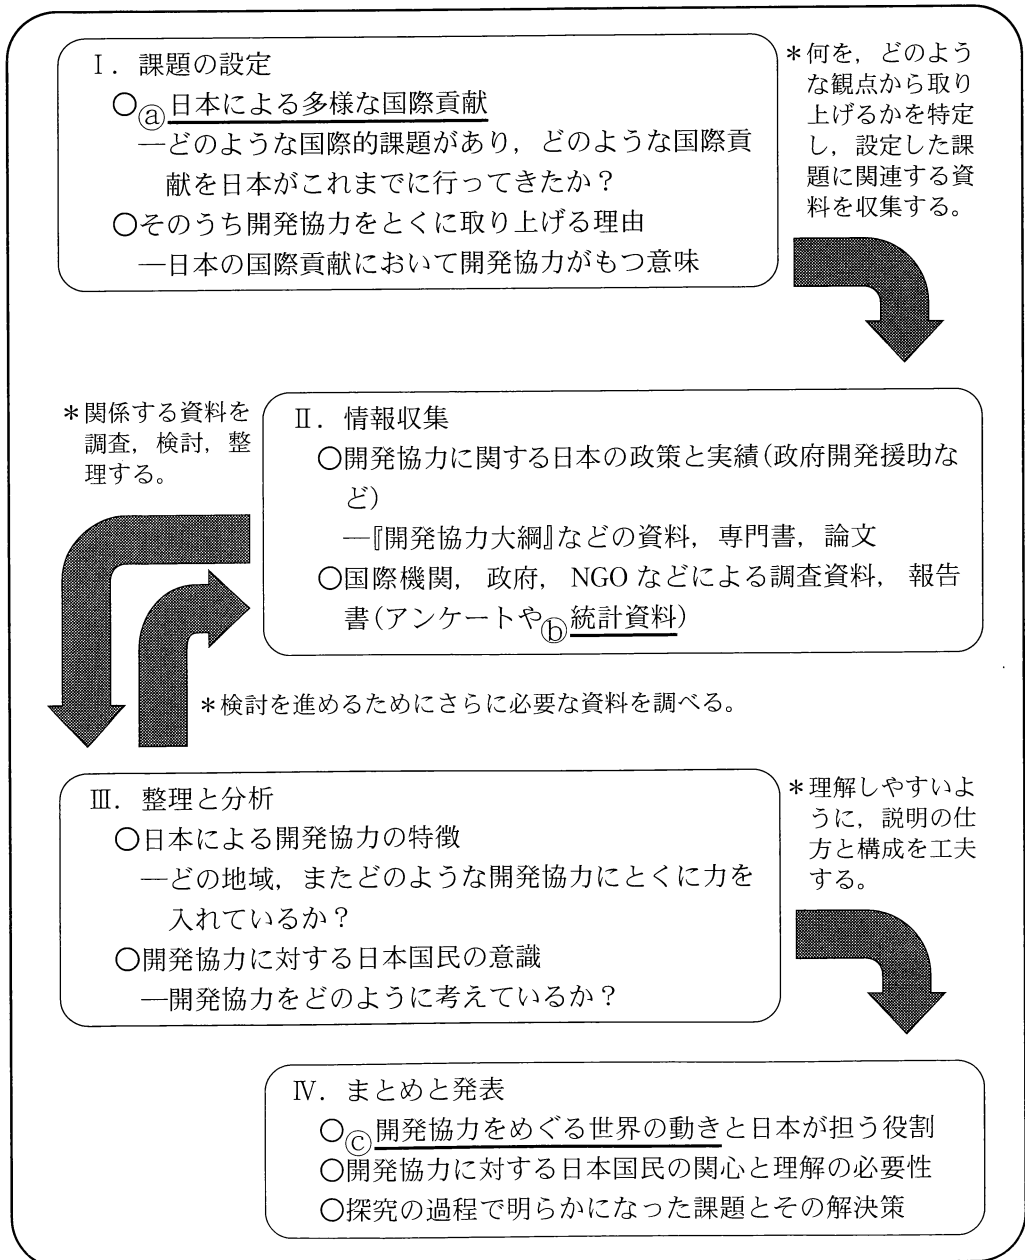 Ⅰ．課題の設定
○ⓐ日本による多様な国際貢献
―どのような国際的課題があり，どのような国際貢
献を日本がこれまでに行ってきたか？
○そのうち開発協力をとくに取り上げる理由
―日本の国際貢献において開発協力がもつ意味
＊何を，どのよう
な観点から取り
上げるかを特定
し，設定した課
題に関連する資
料を収集する。
＊関係する資料を
調査，検討，整
理する。
Ⅱ．情報収集
○開発協力に関する日本の政策と実績(政府開発援助な
ど)
―『開発協力大綱』などの資料，専門書，論文
○国際機関，政府，NGOなどによる調査資料，報告
書(アンケートやⓑ統計資料)
＊検討を進めるためにさらに必要な資料を調べる。
Ⅲ．整理と分析
○日本による開発協力の特徴
―どの地域，またどのような開発協力にとくに力を
入れているか？
○開発協力に対する日本国民の意識
―開発協力をどのように考えているか？
＊理解しやすいよ
うに，説明の仕
方と構成を工夫
する。
Ⅳ．まとめと発表
○ⓒ開発協力をめぐる世界の動きと日本が担う役割
○開発協力に対する日本国民の関心と理解の必要性
○探究の過程で明らかになった課題とその解決策